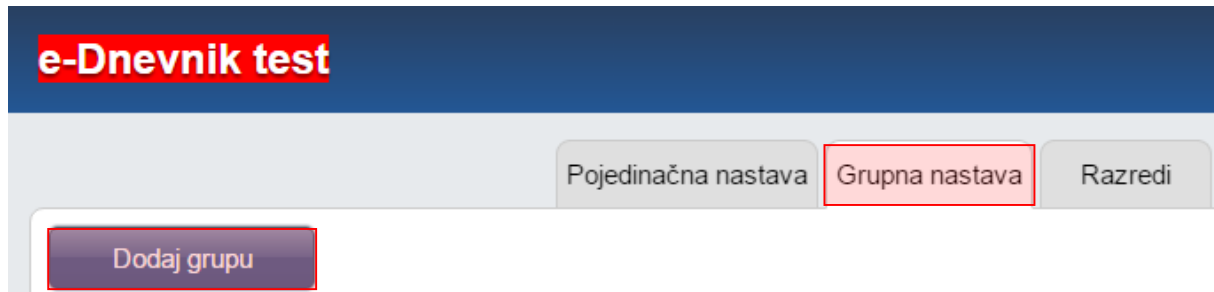 e-Dnevnik test
Pojedinačna nastava Grupna nastava Razredi
Dodaj grupu